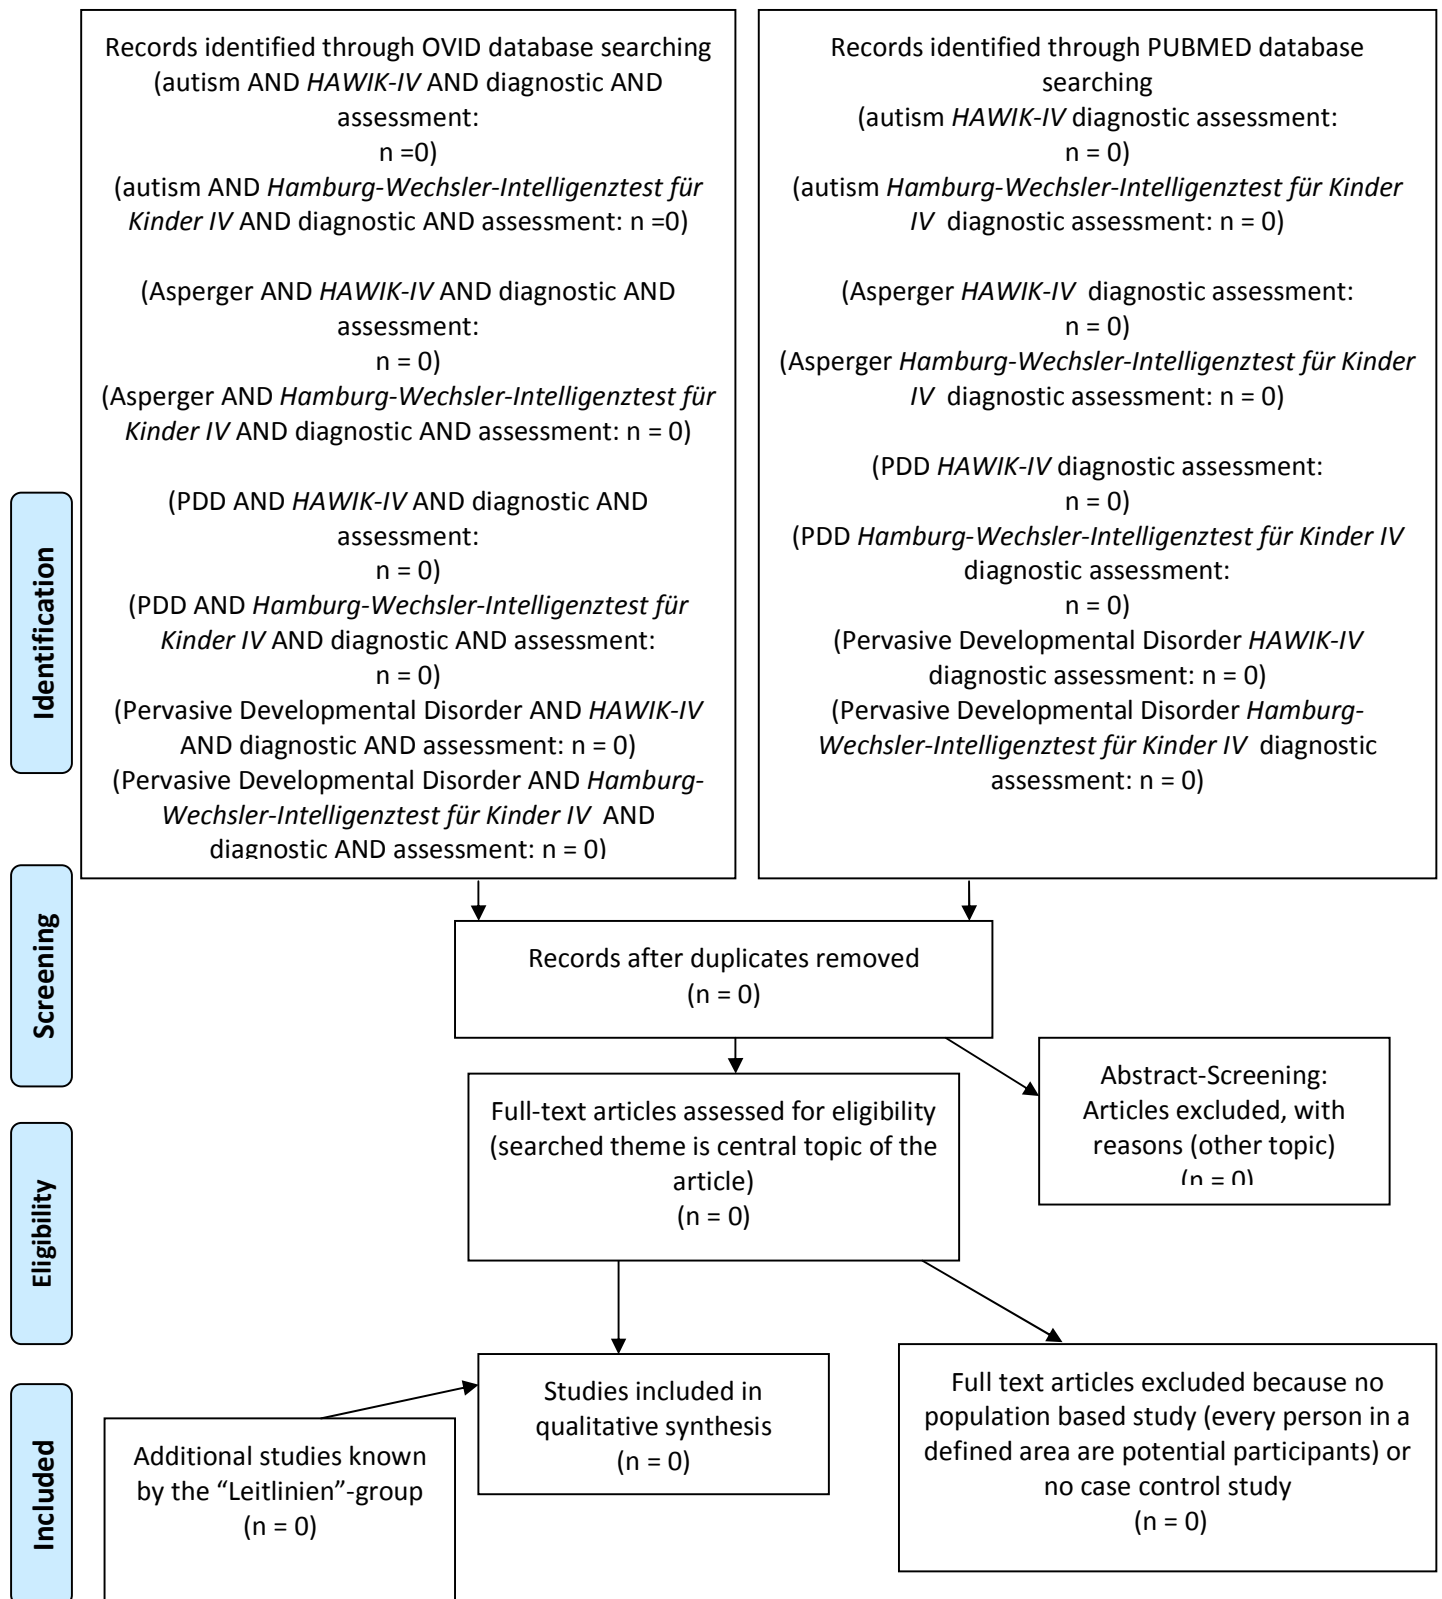 Records identified through OVID database searching
(autism AND HAWIK-IV AND diagnostic AND
assessment:
n =0)
(autism AND Hamburg-Wechsler-Intelligenztest für
Kinder IV AND diagnostic AND assessment: n =0)
(Asperger AND HAWIK-IV AND diagnostic AND
assessment:
n = 0)
(Asperger AND Hamburg-Wechsler-Intelligenztest für
Kinder IV AND diagnostic AND assessment: n = 0)
(PDD AND HAWIK-IV AND diagnostic AND
assessment:
n = 0)
(PDD AND Hamburg-Wechsler-Intelligenztest für
Kinder IV AND diagnostic AND assessment:
n = 0)
(Pervasive Developmental Disorder AND HAWIK-IV
AND diagnostic AND assessment: n = 0)
(Pervasive Developmental Disorder AND Hamburg-
Wechsler-Intelligenztest für Kinder IV AND
diagnostic AND assessment: n = 0)
Records identified through PUBMED database
searching
(autism HAWIK-IV diagnostic assessment:
n = 0)
(autism Hamburg-Wechsler-Intelligenztest für Kinder
IV diagnostic assessment: n = 0)
(Asperger HAWIK-IV diagnostic assessment:
n = 0)
(Asperger Hamburg-Wechsler-Intelligenztest für Kinder
IV diagnostic assessment: n = 0)
(PDD HAWIK-IV diagnostic assessment:
n = 0)
(PDD Hamburg-Wechsler-Intelligenztest für Kinder IV
diagnostic assessment:
n = 0)
(Pervasive Developmental Disorder HAWIK-IV
diagnostic assessment: n = 0)
(Pervasive Developmental Disorder Hamburg-
Wechsler-Intelligenztest für Kinder IV diagnostic
assessment: n = 0)
Identification
Screening
Records after duplicates removed
(n = 0)
Abstract-Screening:
Articles excluded, with
reasons (other topic)
(n = 0)
Full-text articles assessed for eligibility
(searched theme is central topic of the
article)
(n = 0)
Eligibility
Studies included in
qualitative synthesis
(n = 0)
Full text articles excluded because no
population based study (every person in a
defined area are potential participants) or
no case control study
(n = 0)
Additional studies known
by the “Leitlinien”-group
(n = 0)
Included